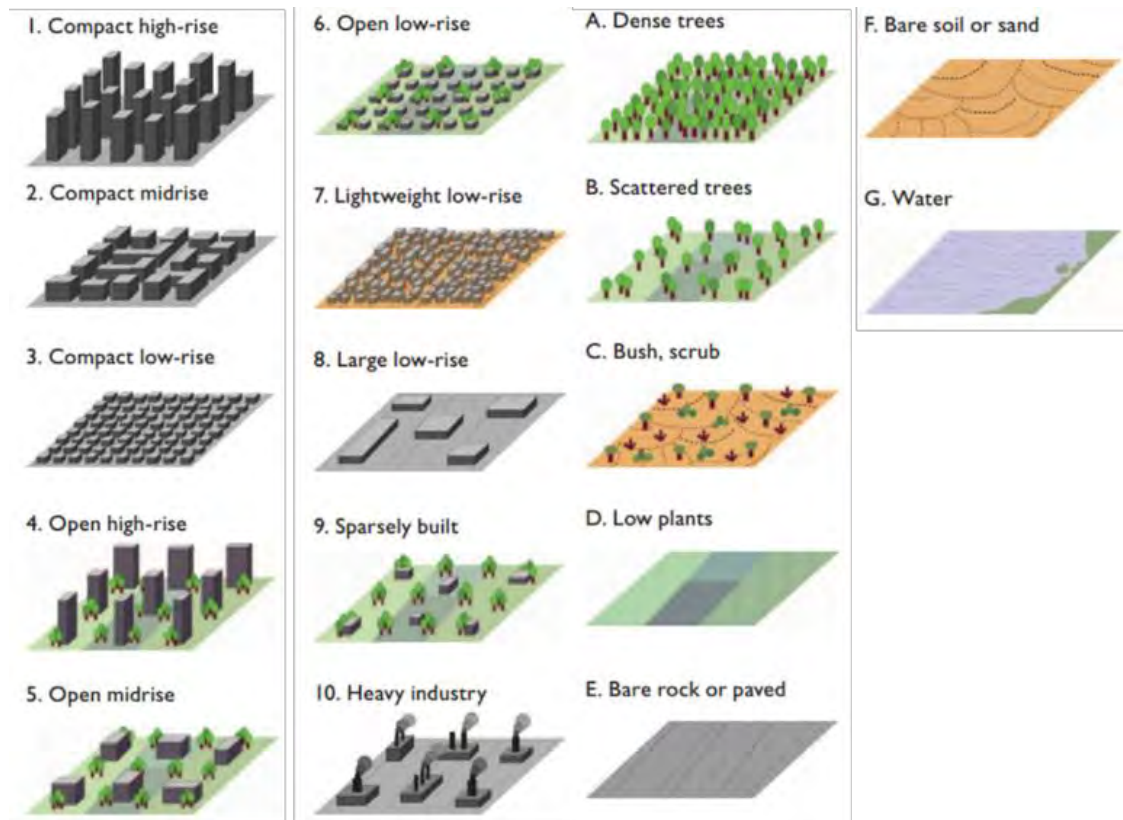 1. Compact high-rise
2. Compact midrise
3. Compact low-rise
4. Open high-rise
5. Open midrise
6. Open low-rise
7. Lightweight low-rise
8. Large low-rise
9. Sparsely built
10. Heavy industry
A. Dense trees
B. Scattered trees
C. Bush, scrub
D. Low plants
E. Bare rock or paved
F. Bare soil or sand
G. Water